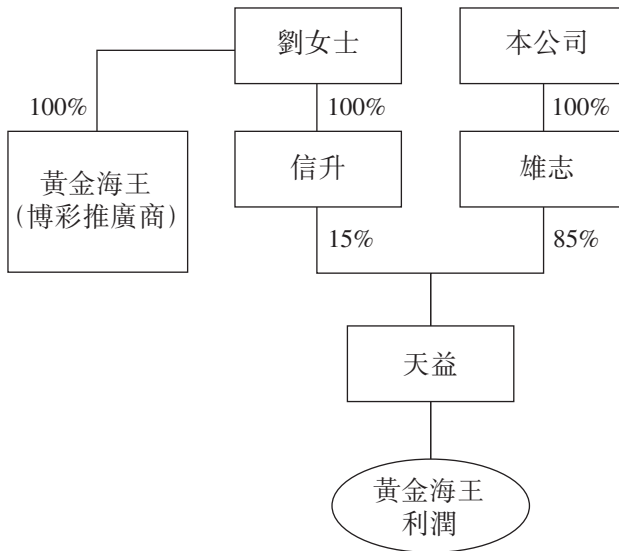 劉女士
本公司
100%
100%
100%
黃金海王
(博彩推廣商)
信升
雄志
15%
85%
天益
黃金海王
利潤